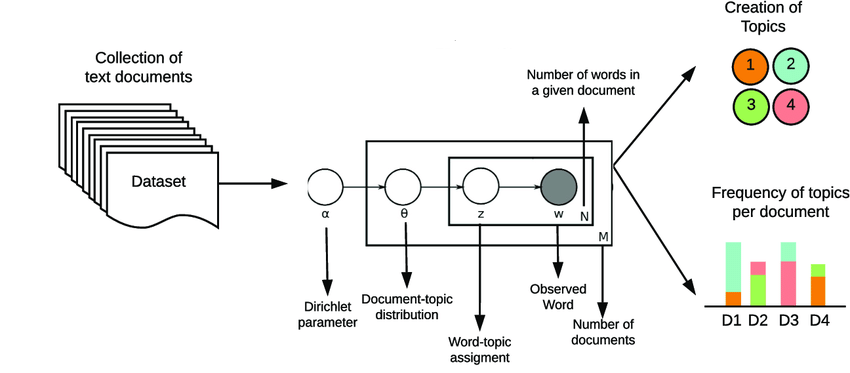 Collection of
text documents
Dataset
α
θ
z
w
N
M
Number of words in
a given document
Dirichlet
parameter
Document-topic
distribution
Word-topic
assigment
Observed
Word
Number of
documents
Creation of
Topics
1
2
3
4
Frequency of topics
per document
D1 D2 D3 D4